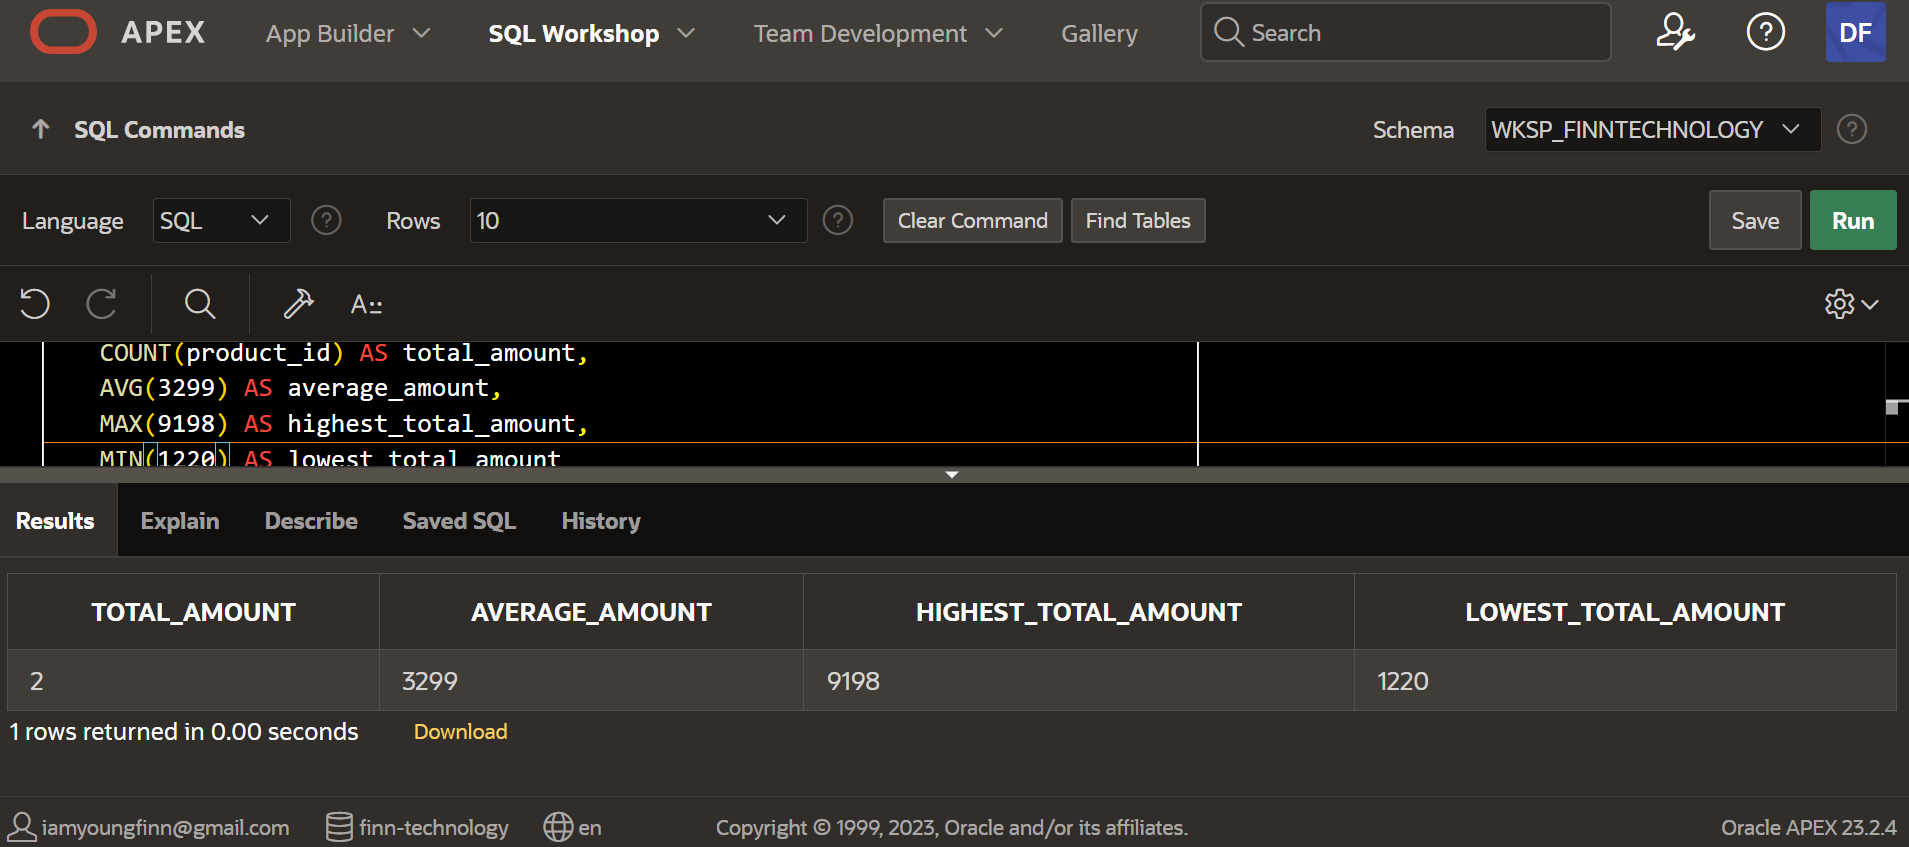 APEX App Builder SQL Workshop Team Development Gallery Search DF
SQL Commands Schema WKSP_FINNTECHNOLOGY ?
Language SQL ? Rows 10 ? Clear Command Find Tables Save Run
A::
COUNT(product_id) AS total_amount,
AVG(3299) AS average_amount,
MAX(9198) AS highest_total_amount,
MIN(1220) AS lowest_total_amount
Results Explain Describe Saved SQL History
TOTAL_AMOUNT AVERAGE_AMOUNT HIGHEST_TOTAL_AMOUNT LOWEST_TOTAL_AMOUNT
2 3299 9198 1220
1 rows returned in 0.00 seconds Download
iamyoungfinn@gmail.com finn-technology en Copyright © 1999, 2023, Oracle and/or its affiliates. Oracle APEX 23.2.4